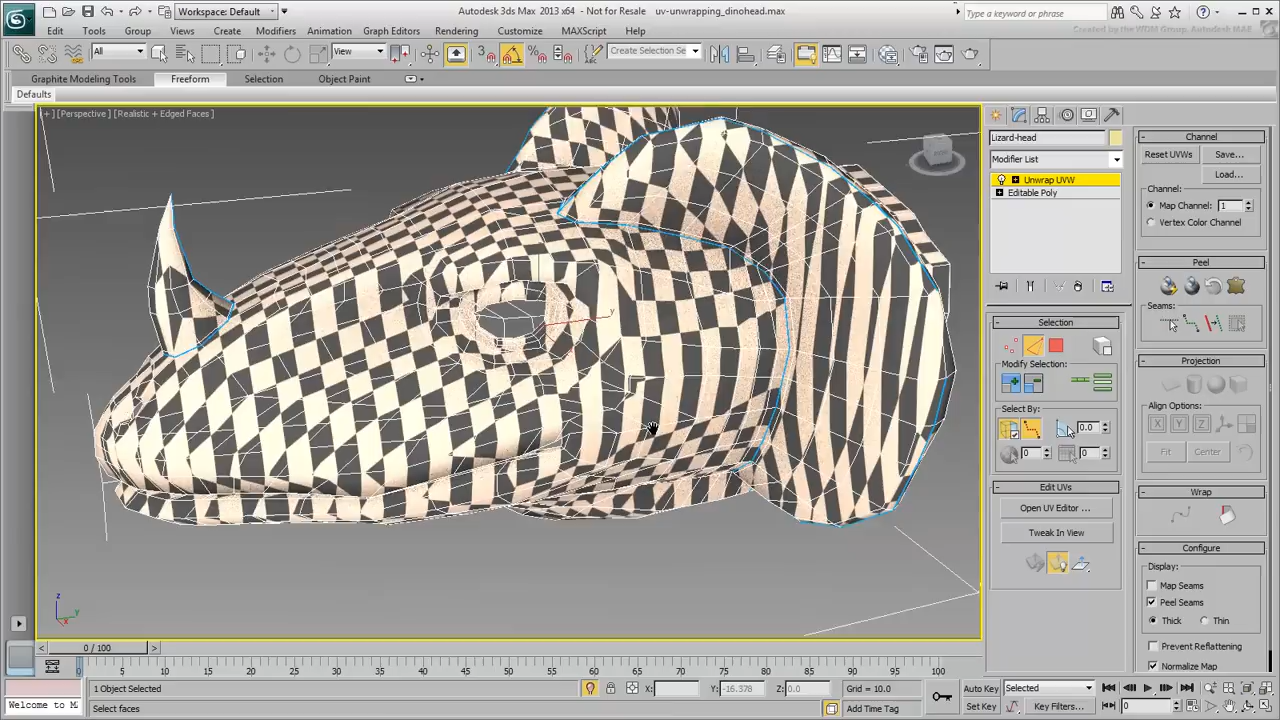 Workspace: Default
Autodesk 3ds Max 2013 x64 - Not for Resale uv-unwrapping_dinohead.max
Type a keyword or phrase
Edit Tools Group Views Create Modifiers Animation Graph Editors Rendering Customize MAXScript Help
Created by the M&E Group, Autodesk M&E
All
View
Create Selection Se
Graphite Modeling Tools Freeform Selection Object Paint
Defaults
[+] [Perspective] [Realistic + Edged Faces]
Lizard-head
Modifier List
Unwrap UVW
Editable Poly
Selection
Modify Selection:
Select By:
0.0
0
0
Edit UVs
Open UV Editor ...
Tweak In View
Channel
Reset UVWs Save...
Load...
Channel:
Map Channel: 1
Vertex Color Channel
Peel
Seams:
Projection
Align Options:
X Y Z
Fit Center
Wrap
Configure
Display:
Map Seams
Peel Seams
Thick Thin
Prevent Reflattening
Normalize Map
z
y
x
y
0 / 100
0 5 10 15 20 25 30 35 40 45 50 55 60 65 70 75 80 85 90 95 100
1 Object Selected X: Y: -16.378 Z: 0.0 Grid = 10.0 Auto Key Selected
Welcome to M
Select faces Add Time Tag Set Key Key Filters... 0